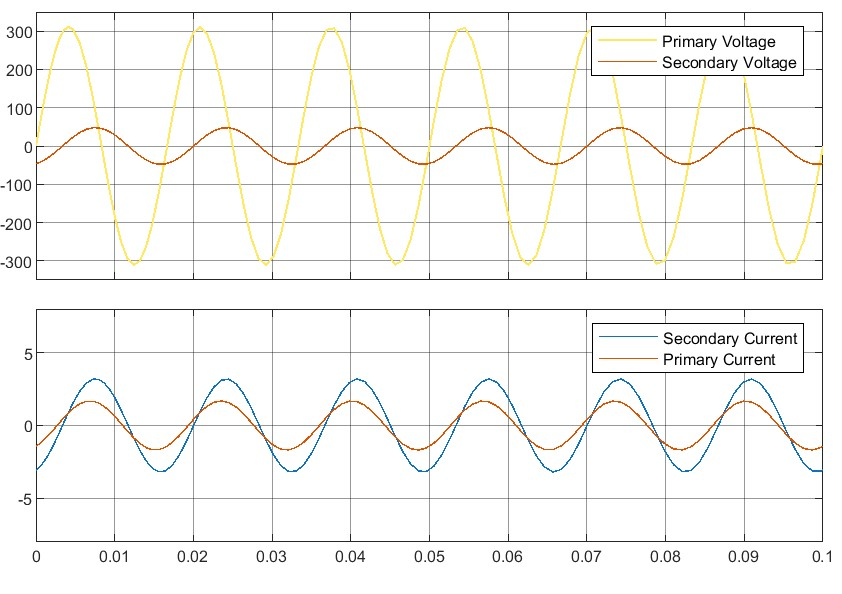 300
200
100
0
-100
-200
-300
Primary Voltage
Secondary Voltage
5
0
-5
Secondary Current
Primary Current
0 0.01 0.02 0.03 0.04 0.05 0.06 0.07 0.08 0.09 0.1